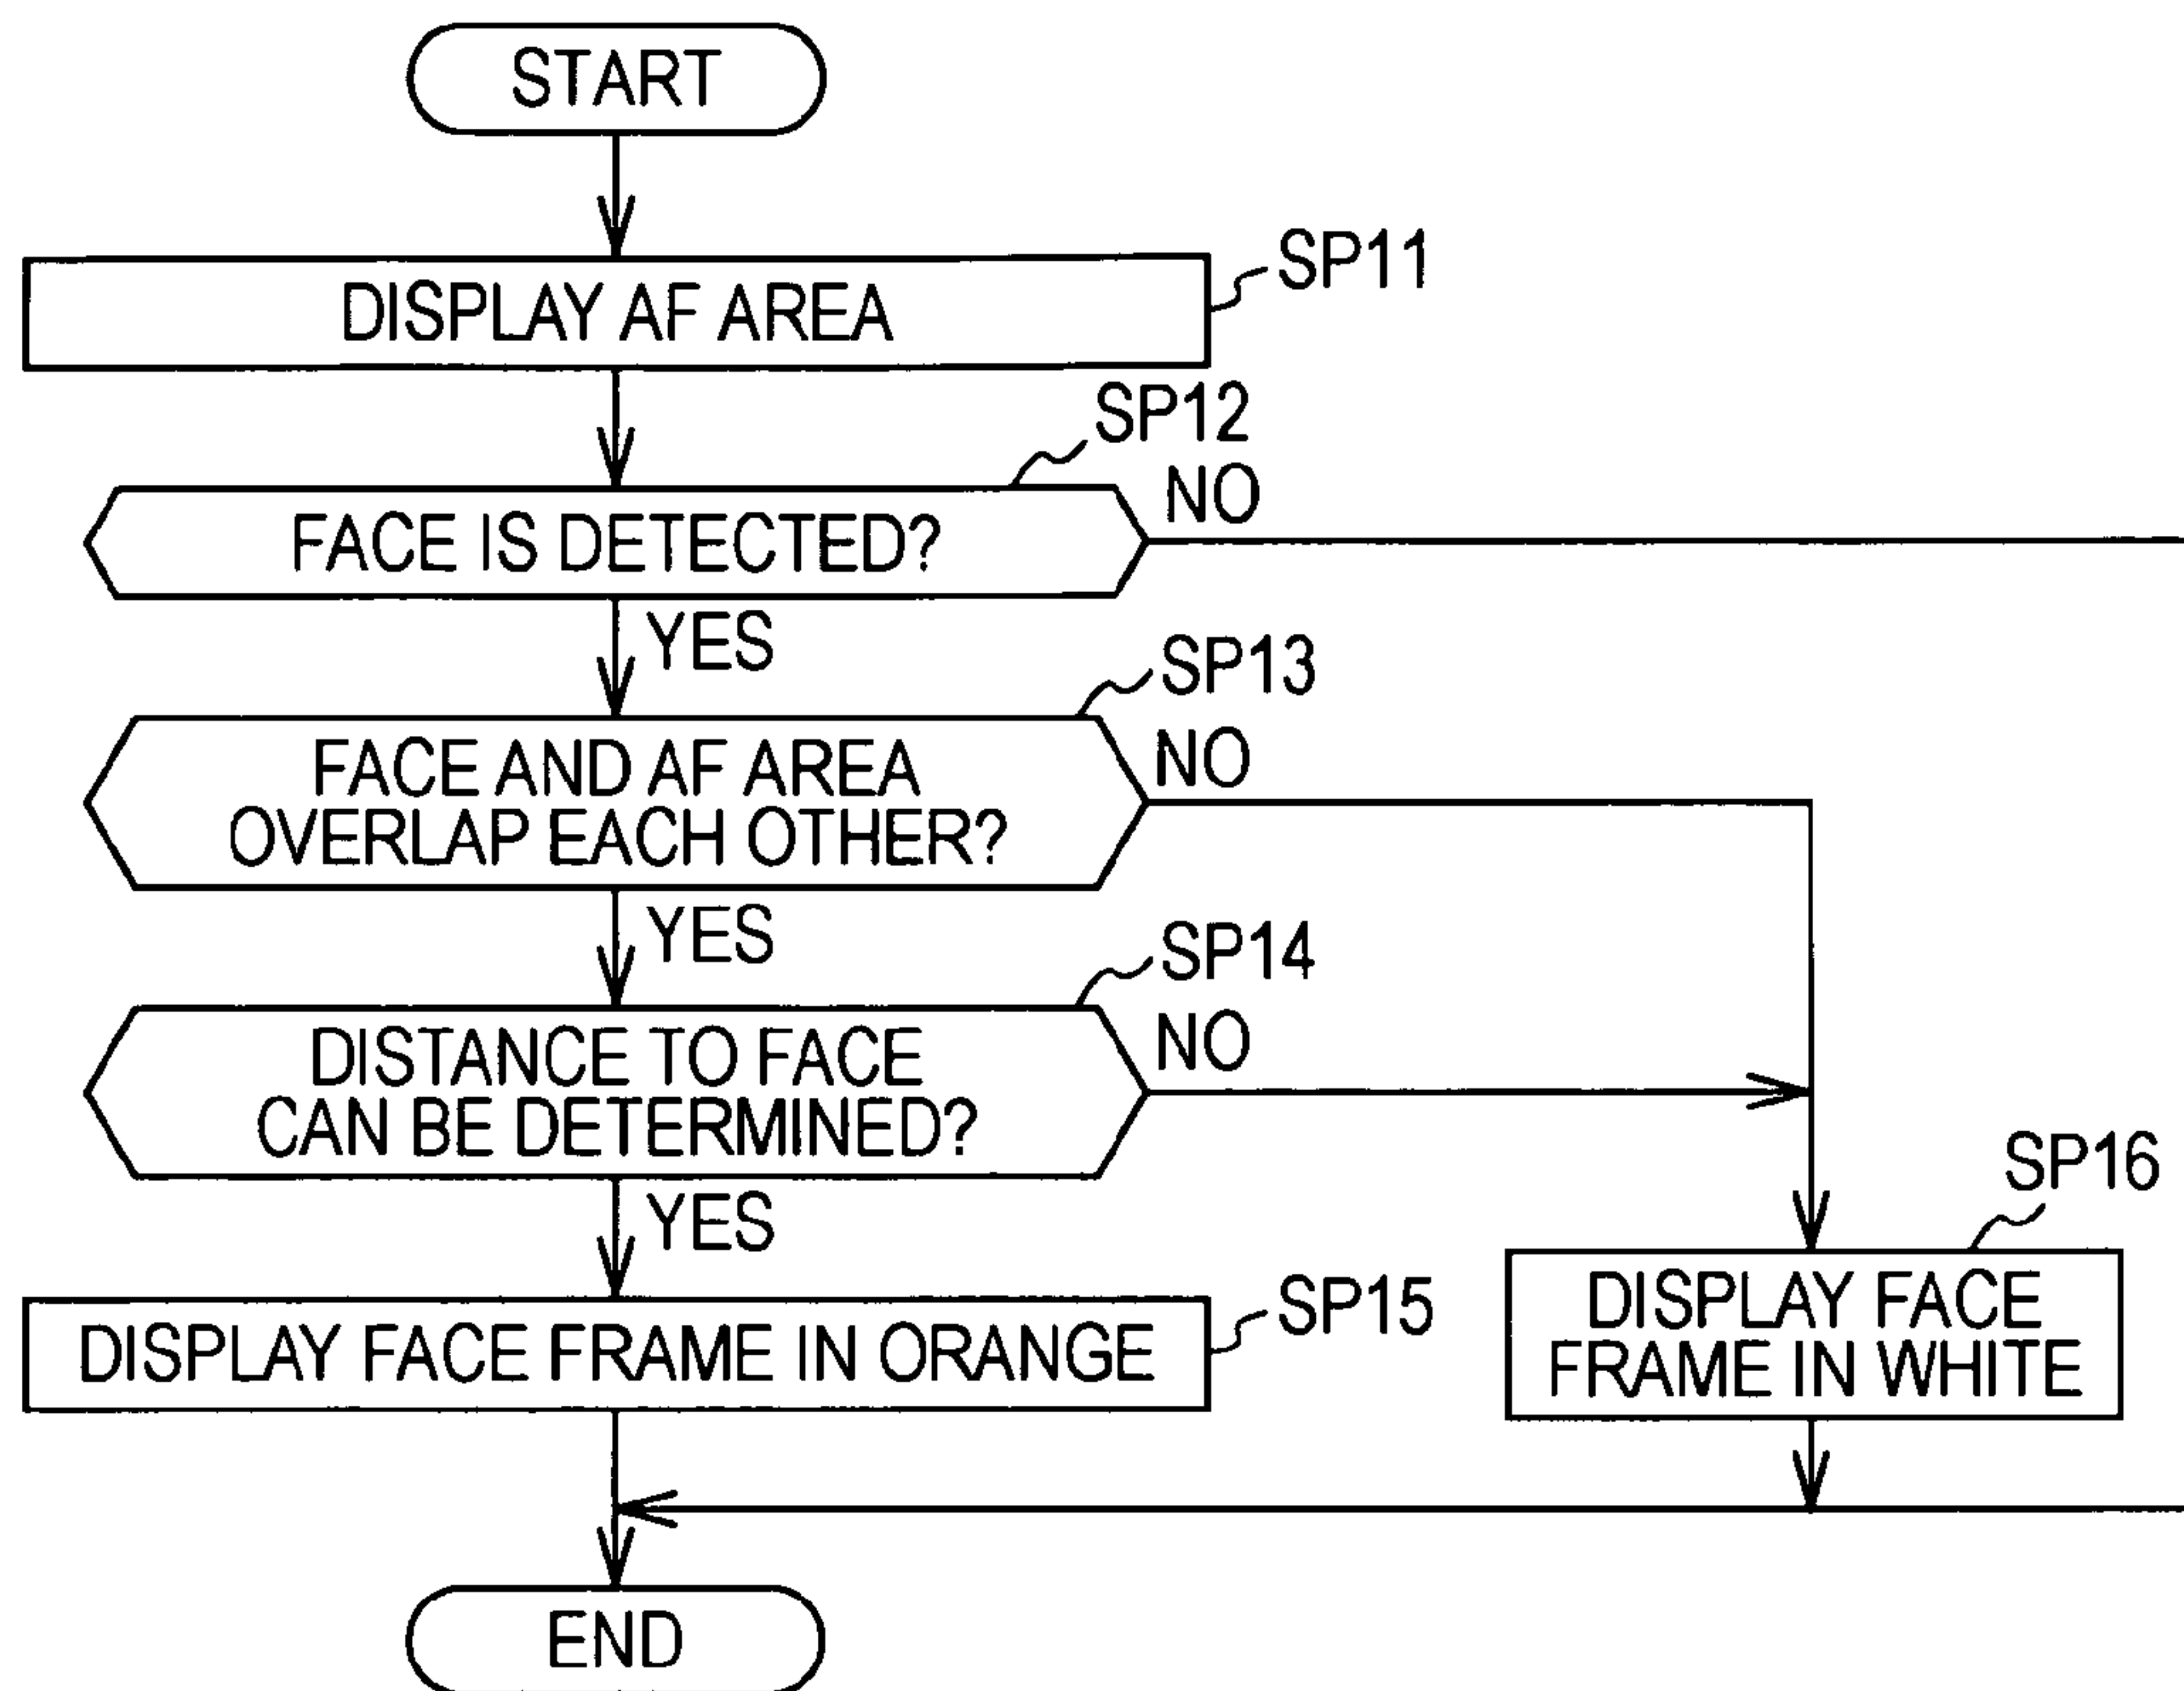 START
DISPLAY AF AREA
SP11
SP12
FACE IS DETECTED?
NO
YES
SP13
FACE AND AF AREA
OVERLAP EACH OTHER?
NO
YES
SP14
DISTANCE TO FACE
CAN BE DETERMINED?
NO
YES
SP16
DISPLAY FACE
FRAME IN WHITE
DISPLAY FACE FRAME IN ORANGE
SP15
END